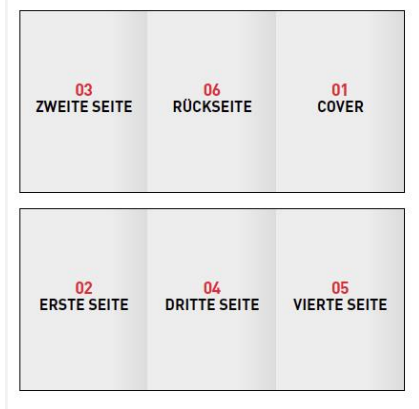 03
ZWEITE SEITE
06
RÜCKSEITE
01
COVER
02
ERSTE SEITE
04
DRITTE SEITE
05
VIERTE SEITE